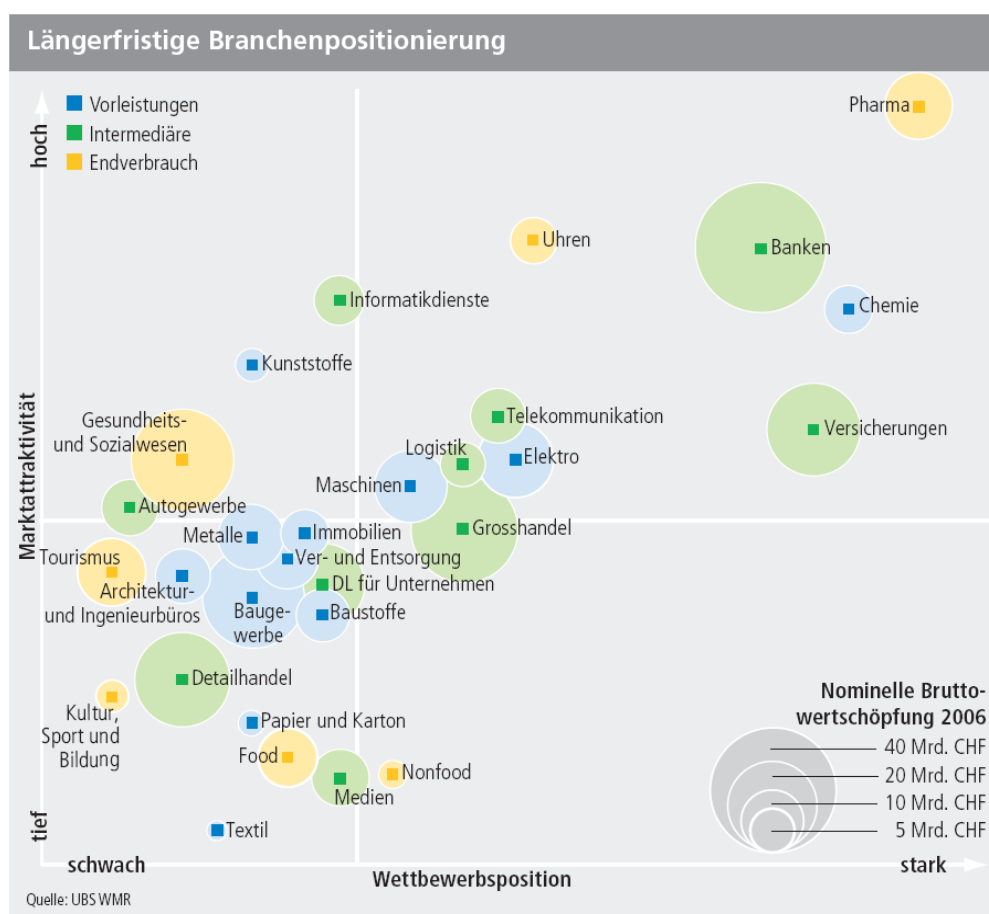 Längerfristige Branchenpositionierung
Vorleistungen
Intermediäre
Endverbrauch
hoch
Marktattraktivität
tief
Pharma
Uhren
Banken
Informatikdienste
Chemie
Kunststoffe
Gesundheits-
und Sozialwesen
Telekommunikation
Versicherungen
Logistik
Elektro
Maschinen
Autogewerbe
Metalle
Immobilien
Grosshandel
Tourismus
Ver- und Entsorgung
Architektur-
und Ingenieurbüros
DL für Unternehmen
Bauge-
werbe
Baustoffe
Detailhandel
Kultur,
Sport und
Bildung
Papier und Karton
Food
Nonfood
Medien
Textil
Nominelle Brutto-
wertschöpfung 2006
40 Mrd. CHF
20 Mrd. CHF
10 Mrd. CHF
5 Mrd. CHF
schwach
Wettbewerbsposition
stark
Quelle: UBS WMR